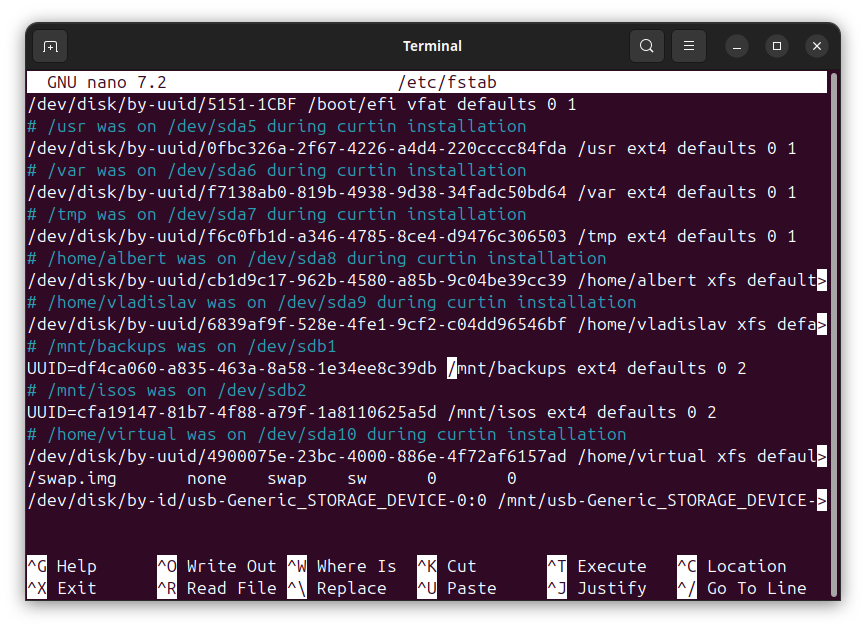 Terminal
GNU nano 7.2 /etc/fstab
/dev/disk/by-uuid/5151-1CBF /boot/efi vfat defaults 0 1
# /usr was on /dev/sda5 during curtin installation
/dev/disk/by-uuid/0fbc326a-2f67-4226-a4d4-220cccc84fda /usr ext4 defaults 0 1
# /var was on /dev/sda6 during curtin installation
/dev/disk/by-uuid/f7138ab0-819b-4938-9d38-34fadc50bd64 /var ext4 defaults 0 1
# /tmp was on /dev/sda7 during curtin installation
/dev/disk/by-uuid/f6c0fb1d-a346-4785-8ce4-d9476c306503 /tmp ext4 defaults 0 1
# /home/albert was on /dev/sda8 during curtin installation
/dev/disk/by-uuid/cb1d9c17-962b-4580-a85b-9c04be39cc39 /home/albert xfs default>
# /home/vladislav was on /dev/sda9 during curtin installation
/dev/disk/by-uuid/6839af9f-528e-4fe1-9cf2-c04dd96546bf /home/vladislav xfs defa>
# /mnt/backups was on /dev/sdb1
UUID=df4ca060-a835-463a-8a58-1e34ee8c39db /mnt/backups ext4 defaults 0 2
# /mnt/isos was on /dev/sdb2
UUID=cfa19147-81b7-4f88-a79f-1a8110625a5d /mnt/isos ext4 defaults 0 2
# /home/virtual was on /dev/sda10 during curtin installation
/dev/disk/by-uuid/4900075e-23bc-4000-886e-4f72af6157ad /home/virtual xfs defaul>
/swap.img none swap sw 0 0
/dev/disk/by-id/usb-Generic_STORAGE_DEVICE-0:0 /mnt/usb-Generic_STORAGE_DEVICE->
^G Help ^O Write Out ^W Where Is ^K Cut ^T Execute ^C Location
^X Exit ^R Read File ^\ Replace ^U Paste ^J Justify ^/ Go To Line